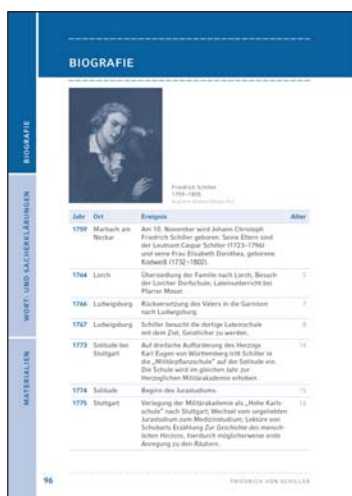 BIOGRAFIE
BIOGRAFIE
WORT- UND SACHERKLÄRUNGEN
MATERIALIEN
Friedrich Schiller
1759–1805
Jahr Ort Ereignis Alter
1759 Marbach am Neckar Am 10. November wird Johann Christoph
Friedrich Schiller geboren. Seine Eltern sind
der Leutnant Caspar Schiller (1723–1796)
und seine Frau Elisabeth Dorothea, geborene
Kodweiß (1732–1802).
1764 Lorch Übersiedlung der Familie nach Lorch; Besuch 5
der Lorcher Dorfschule; Lateinunterricht bei
Pfarrer Moser.
1766 Ludwigsburg Rückversetzung des Vaters in die Garnison 7
nach Ludwigsburg.
1767 Ludwigsburg Schiller besucht die dortige Lateinschule 8
mit dem Ziel, Geistlicher zu werden.
1773 Solitude bei Stuttgart Auf dreifache Aufforderung des Herzogs 14
Karl Eugen von Württemberg tritt Schiller in
die „Militärpflanzschule" auf der Solitude ein.
Die Schule wird im gleichen Jahr zur
Herzoglichen Militärakademie erhoben.
1774 Solitude Beginn des Jurastudiums. 15
1775 Stuttgart Verlegung der Militärakademie als „Hohe Karls- 16
schule" nach Stuttgart; Wechsel vom ungeliebten
Jurastudium zum Medizinstudium; Lektüre von
Schubarts Erzählung Zur Geschichte des mensch-
lichen Herzens, hierdurch möglicherweise erste
Anregung zu den Räubern.
96 FRIEDRICH VON SCHILLER